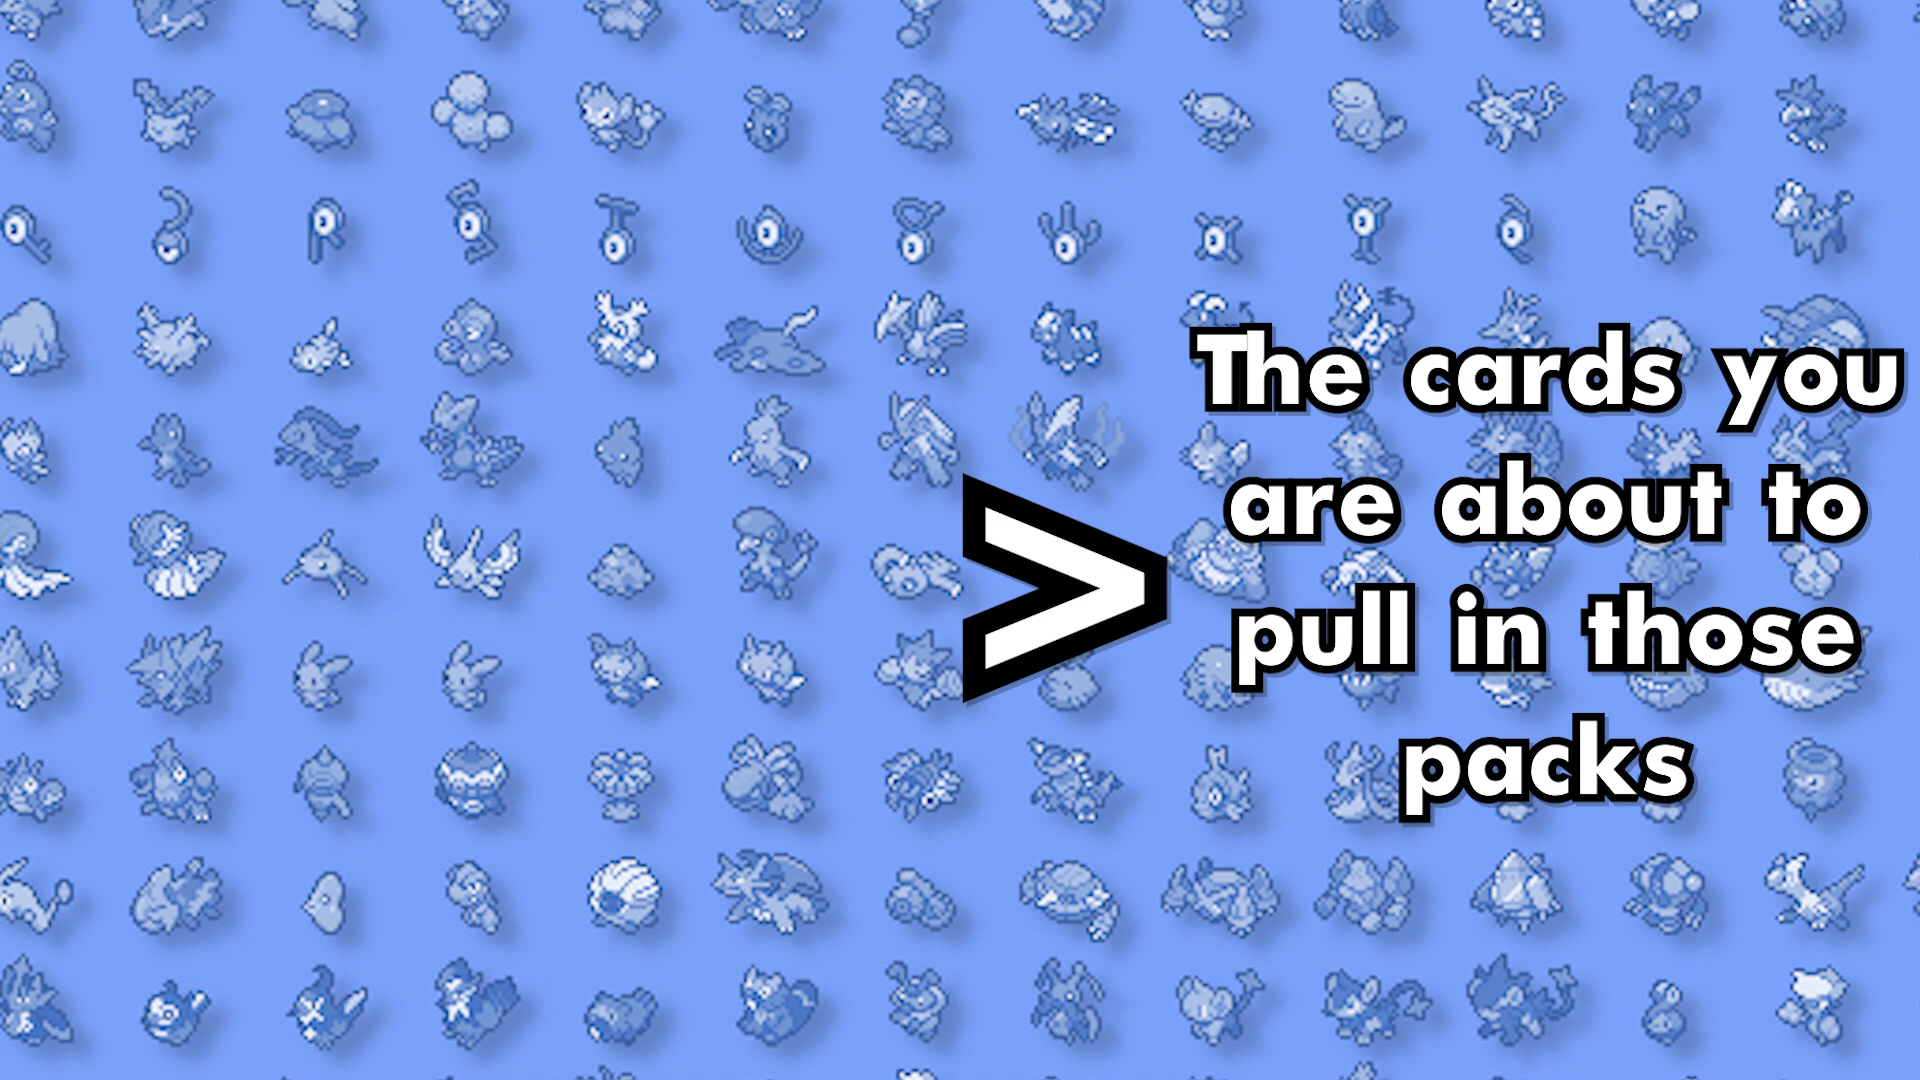 >
The cards you
are about to
pull in those
packs